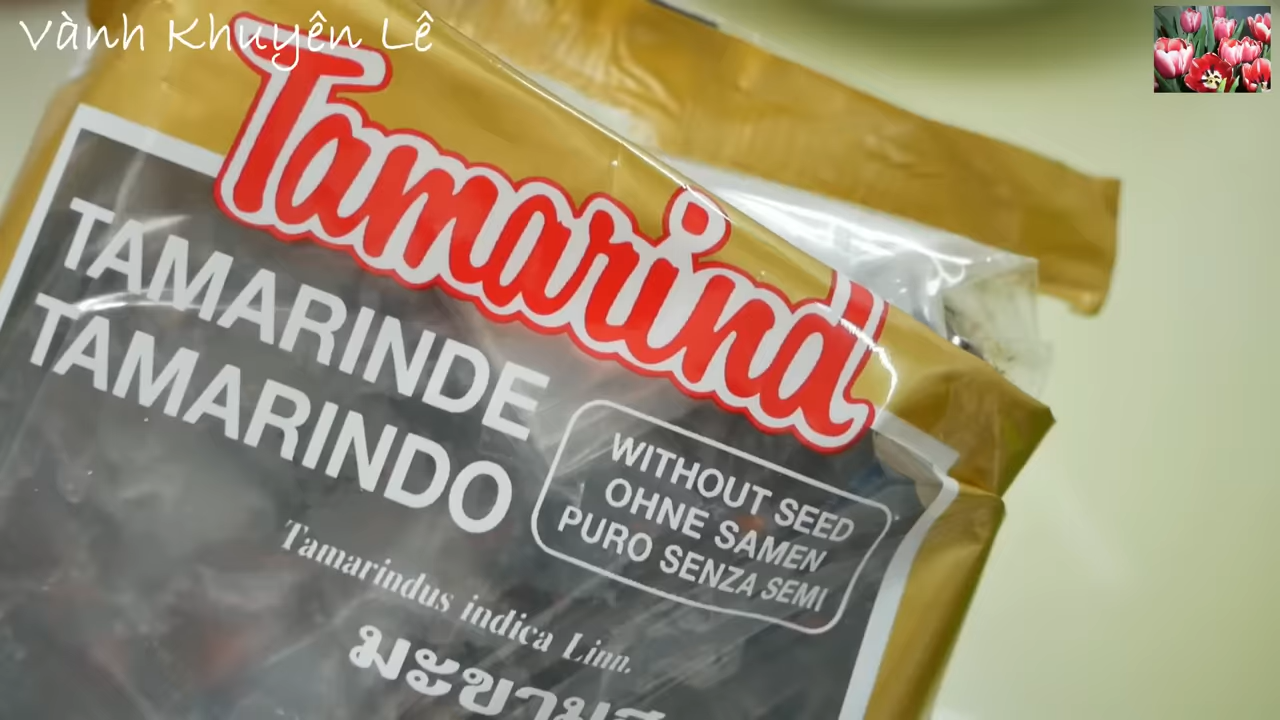 Vành Khuyên Lê
Tamarind
TAMARINDE
TAMARINDO
WITHOUT SEED
OHNE SAMEN
PURO SENZA SEMI
Tamarindus indica Linn.